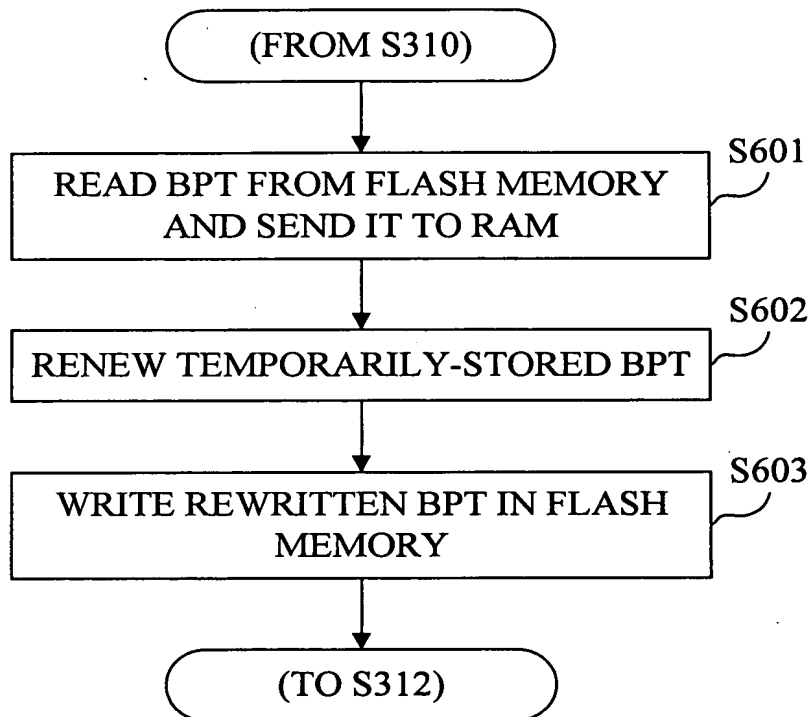 (FROM S310)
S601
READ BPT FROM FLASH MEMORY
AND SEND IT TO RAM
S602
RENEW TEMPORARILY-STORED BPT
S603
WRITE REWRITTEN BPT IN FLASH
MEMORY
(TO S312)